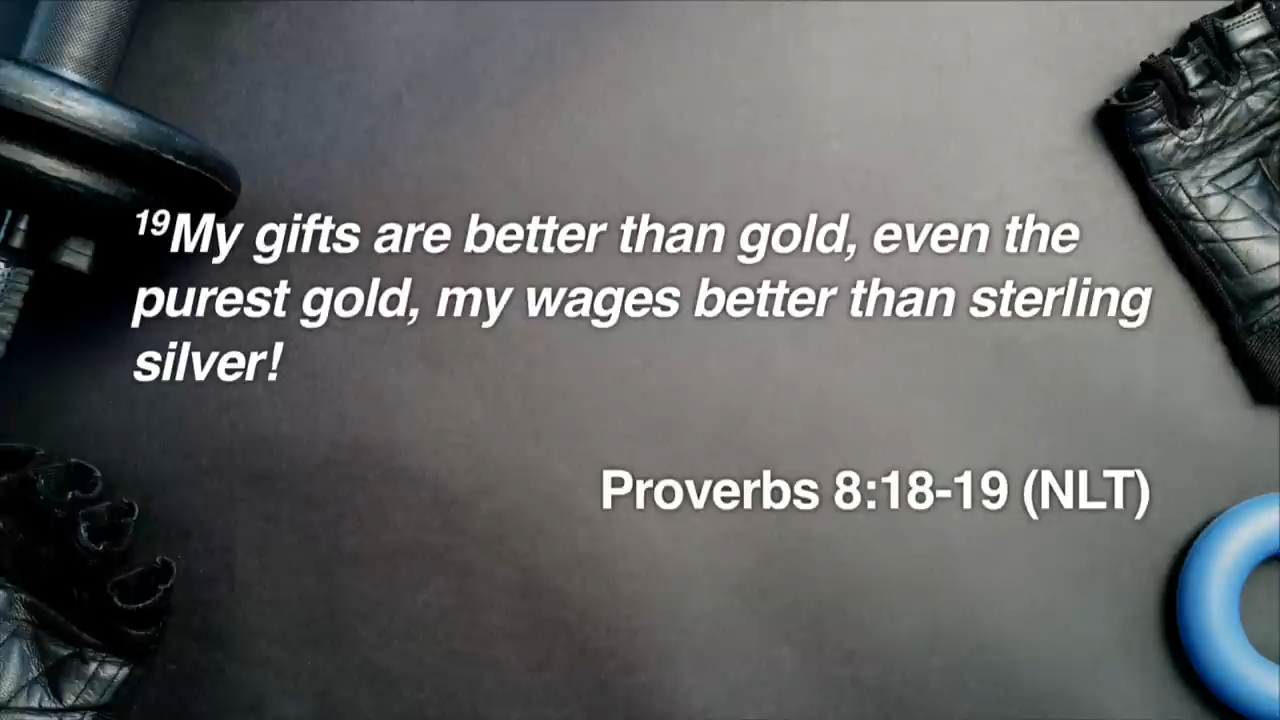 ¹⁹My gifts are better than gold, even the
purest gold, my wages better than sterling
silver!
Proverbs 8:18-19 (NLT)